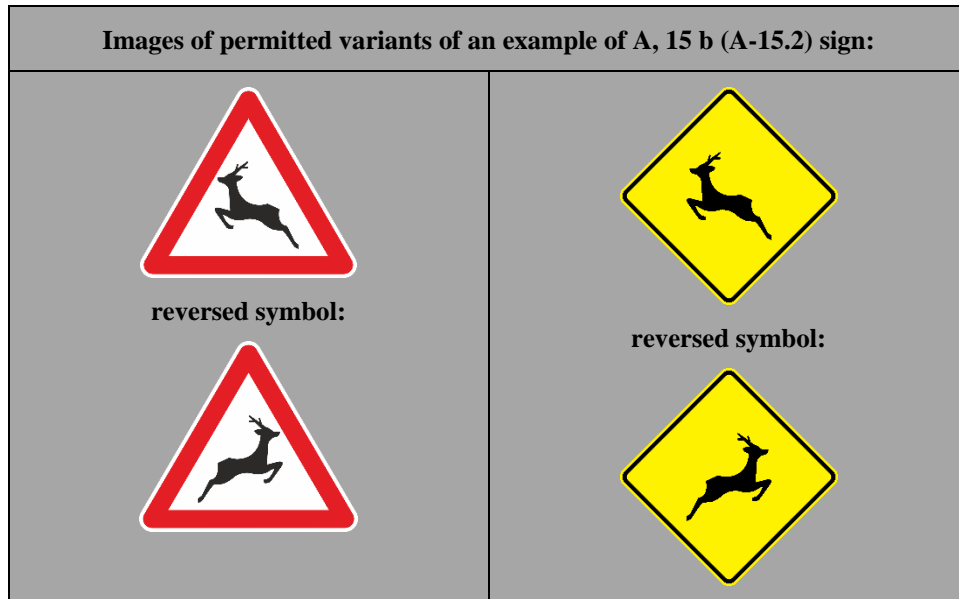 Images of permitted variants of an example of A, 15 b (A-15.2) sign:
reversed symbol:
reversed symbol: